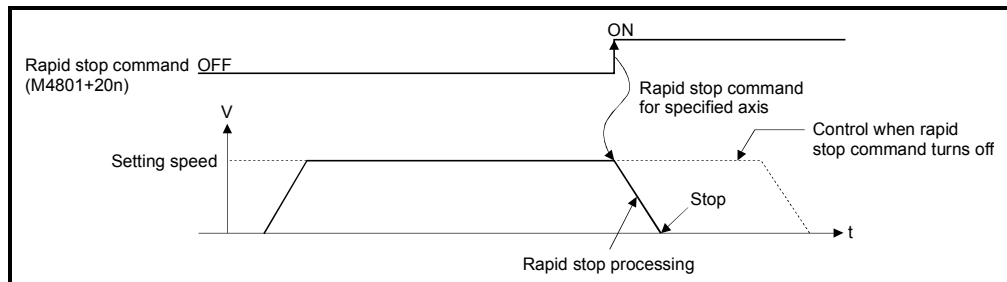 ON
Rapid stop command OFF
(M4801+20n)
Rapid stop command
for specified axis
V
Control when rapid
stop command turns off
Setting speed
Stop
t
Rapid stop processing